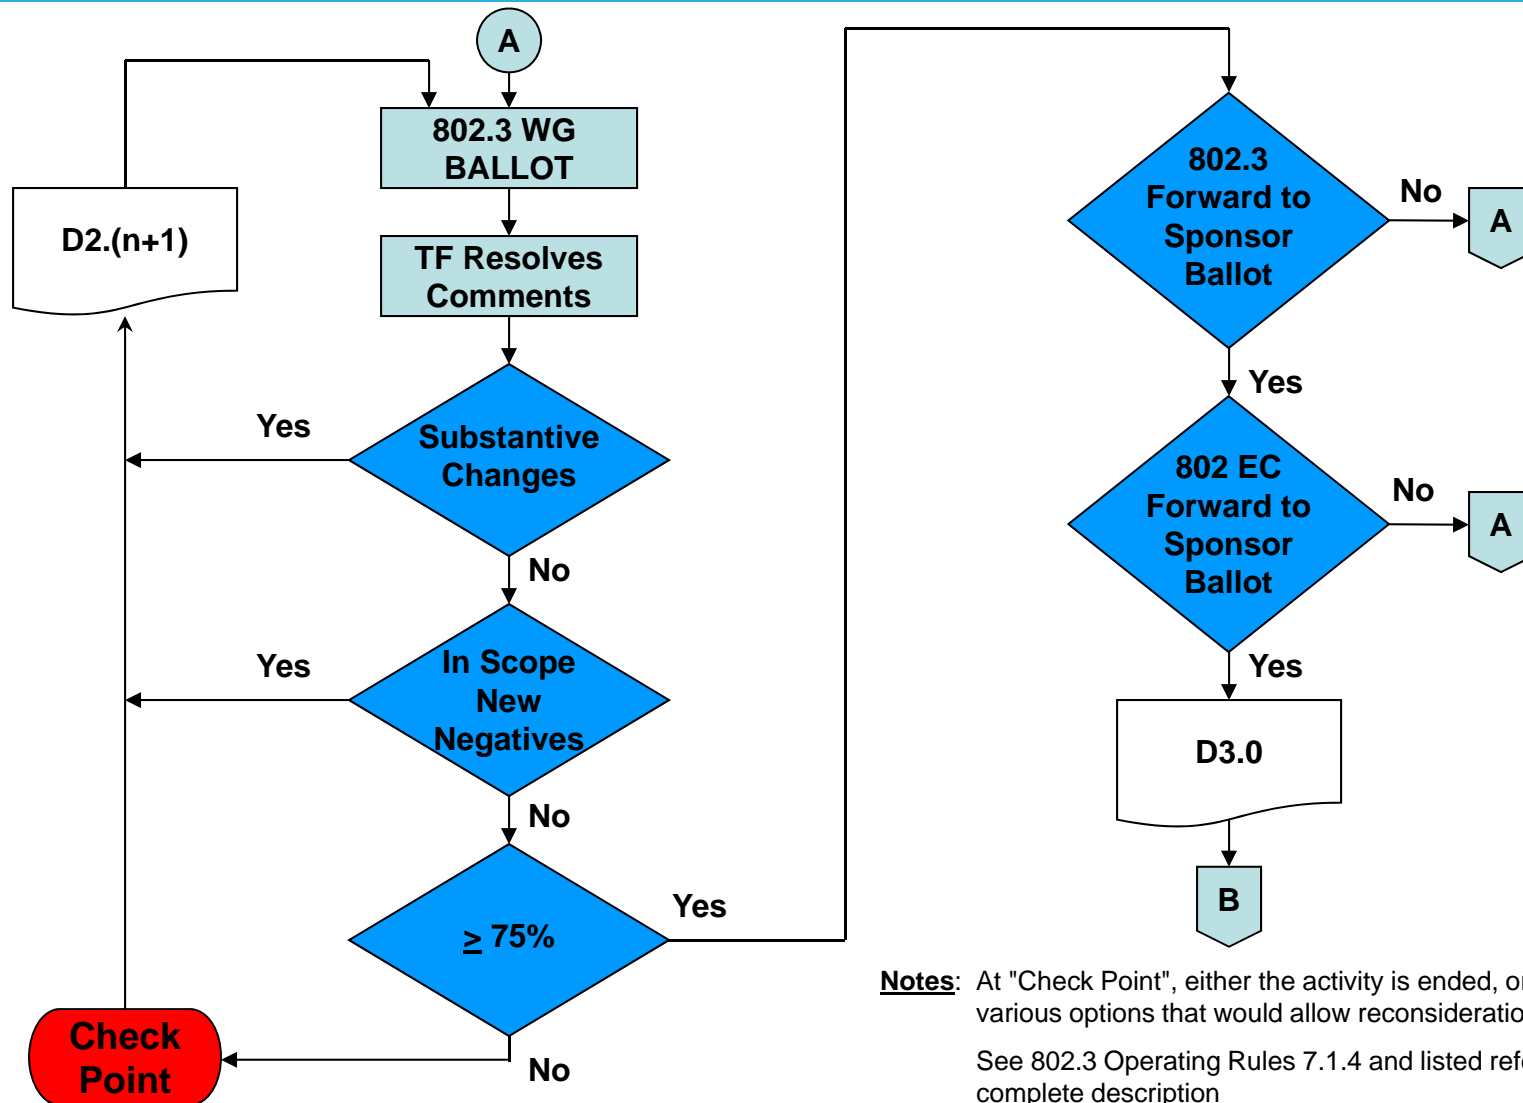 A
802.3 WG
BALLOT
D2.(n+1)
TF Resolves
Comments
Yes
Substantive
Changes
No
Yes
In Scope
New
Negatives
No
≥ 75%
Yes
No
Check
Point
802.3
Forward to
Sponsor
Ballot
No
A
Yes
802 EC
Forward to
Sponsor
Ballot
No
A
Yes
D3.0
B
Notes: At "Check Point", either the activity is ended, or
various options that would allow
See 802.3 Operating Rules 7.1.4 and listed
complete description